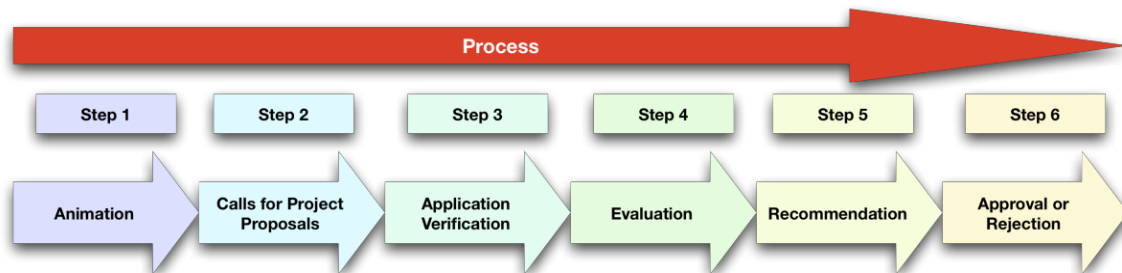 Process
Step 1
Step 2
Step 3
Step 4
Step 5
Step 6
Animation
Calls for Project
Proposals
Application
Verification
Evaluation
Recommendation
Approval or
Rejection